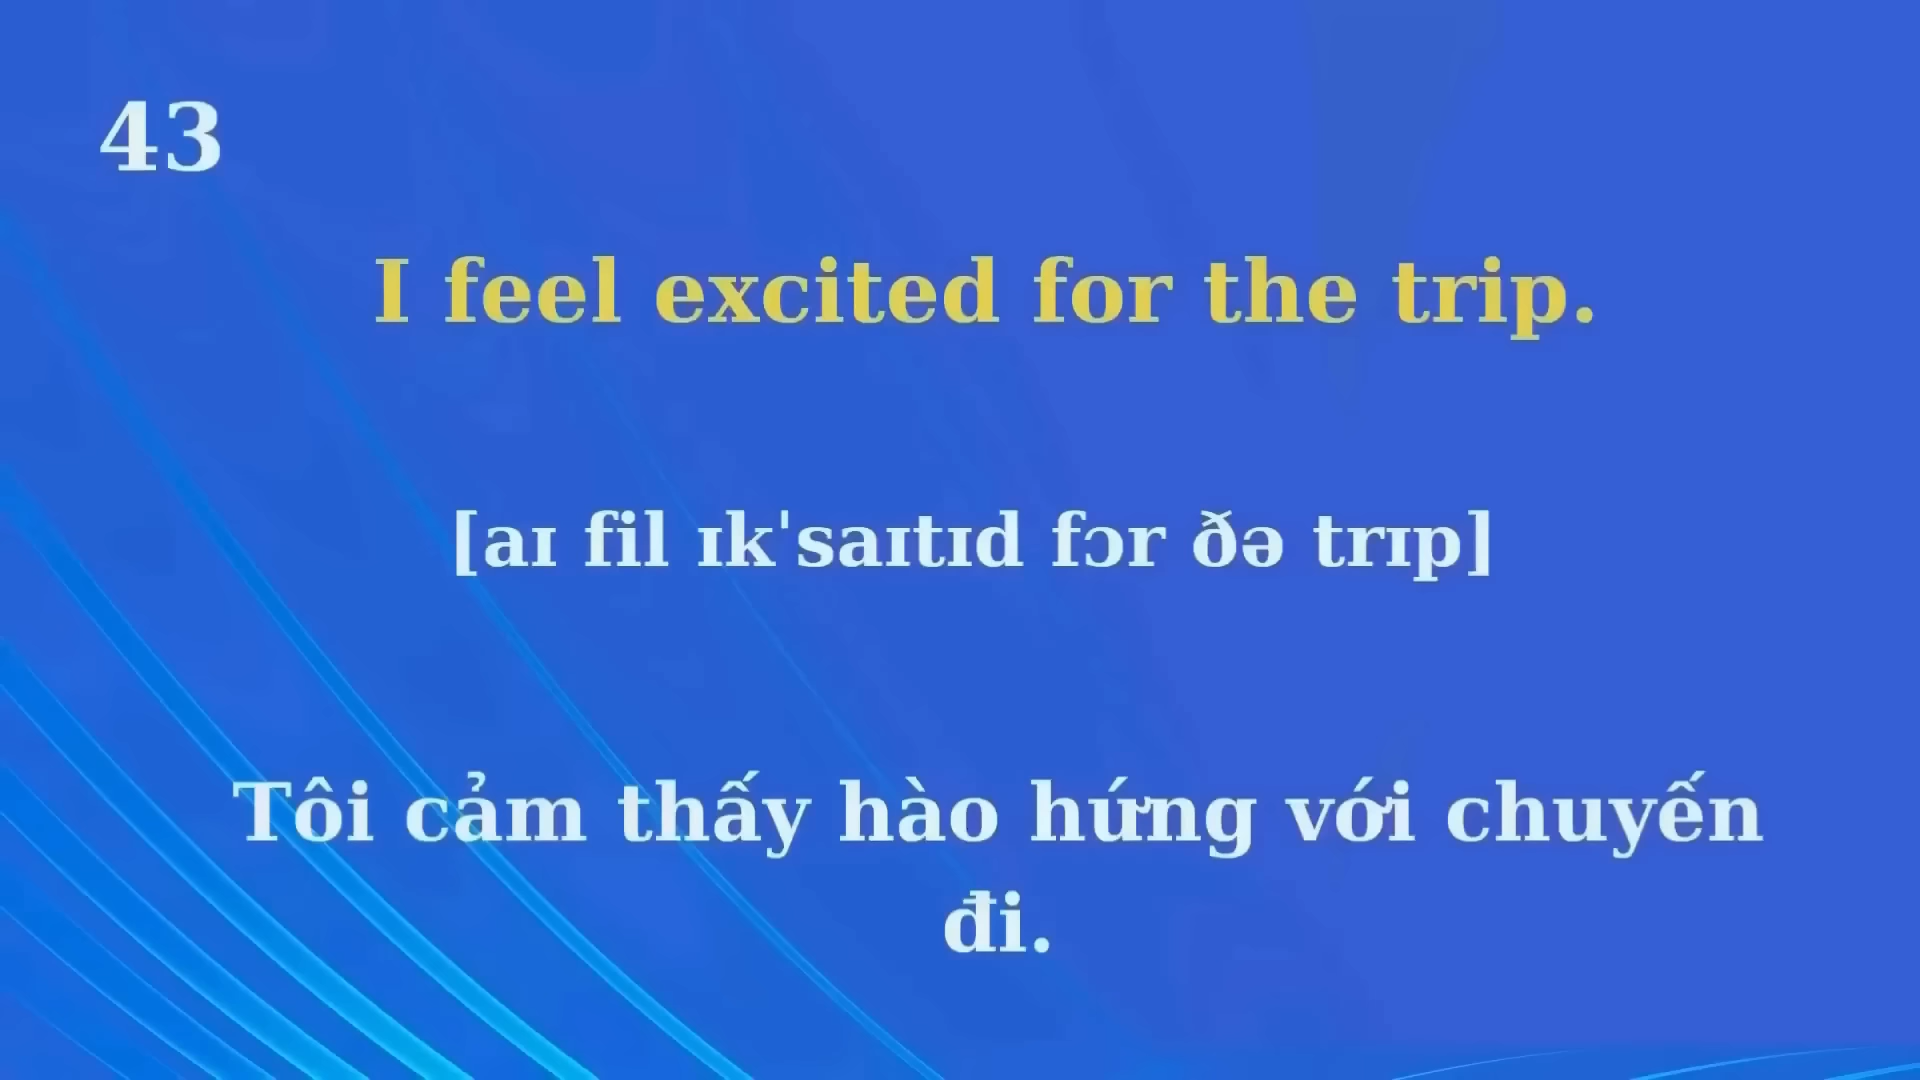 43
I feel excited for the trip.
[aɪ fil ɪkˈsaɪtɪd fɔr ðə trɪp]
Tôi cảm thấy hào hứng với chuyến
đi.